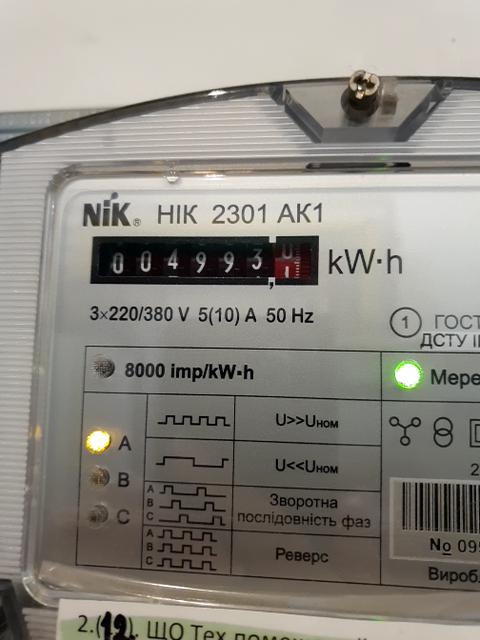 NiK® НІК 2301 АК1
004993,
kW·h
3×220/380 V 5(10) A 50 Hz
1 ГОСТ
ДСТУ
8000 imp/kW·h
Мере
A
U>>Uном
B
U<<Uном
C
A
B
C
Зворотна
послідовність фаз
A
B
C
Реверс
No 09
Вироб
2.(12). ЩО Тех